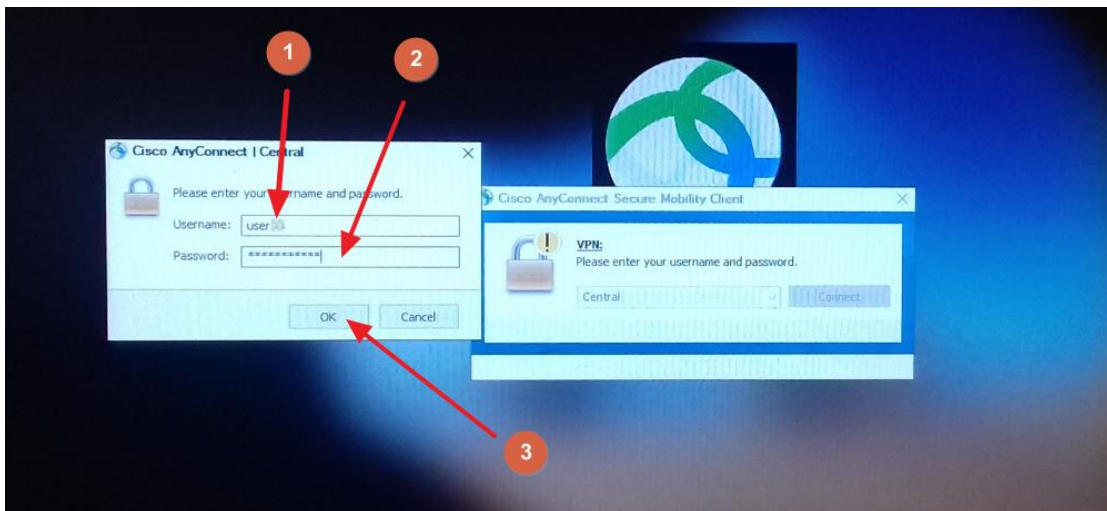 1
2
Cisco AnyConnect | Central
Please enter your username and password.
Username: user
Password: ***********
OK Cancel
Cisco AnyConnect Secure Mobility Client
VPN:
Please enter your username and password.
Central Connect
3